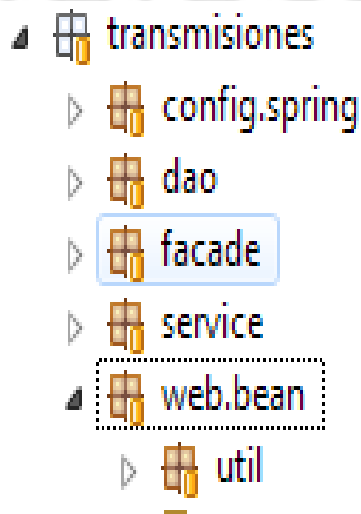 transmisiones
config.spring
dao
facade
service
web.bean
util